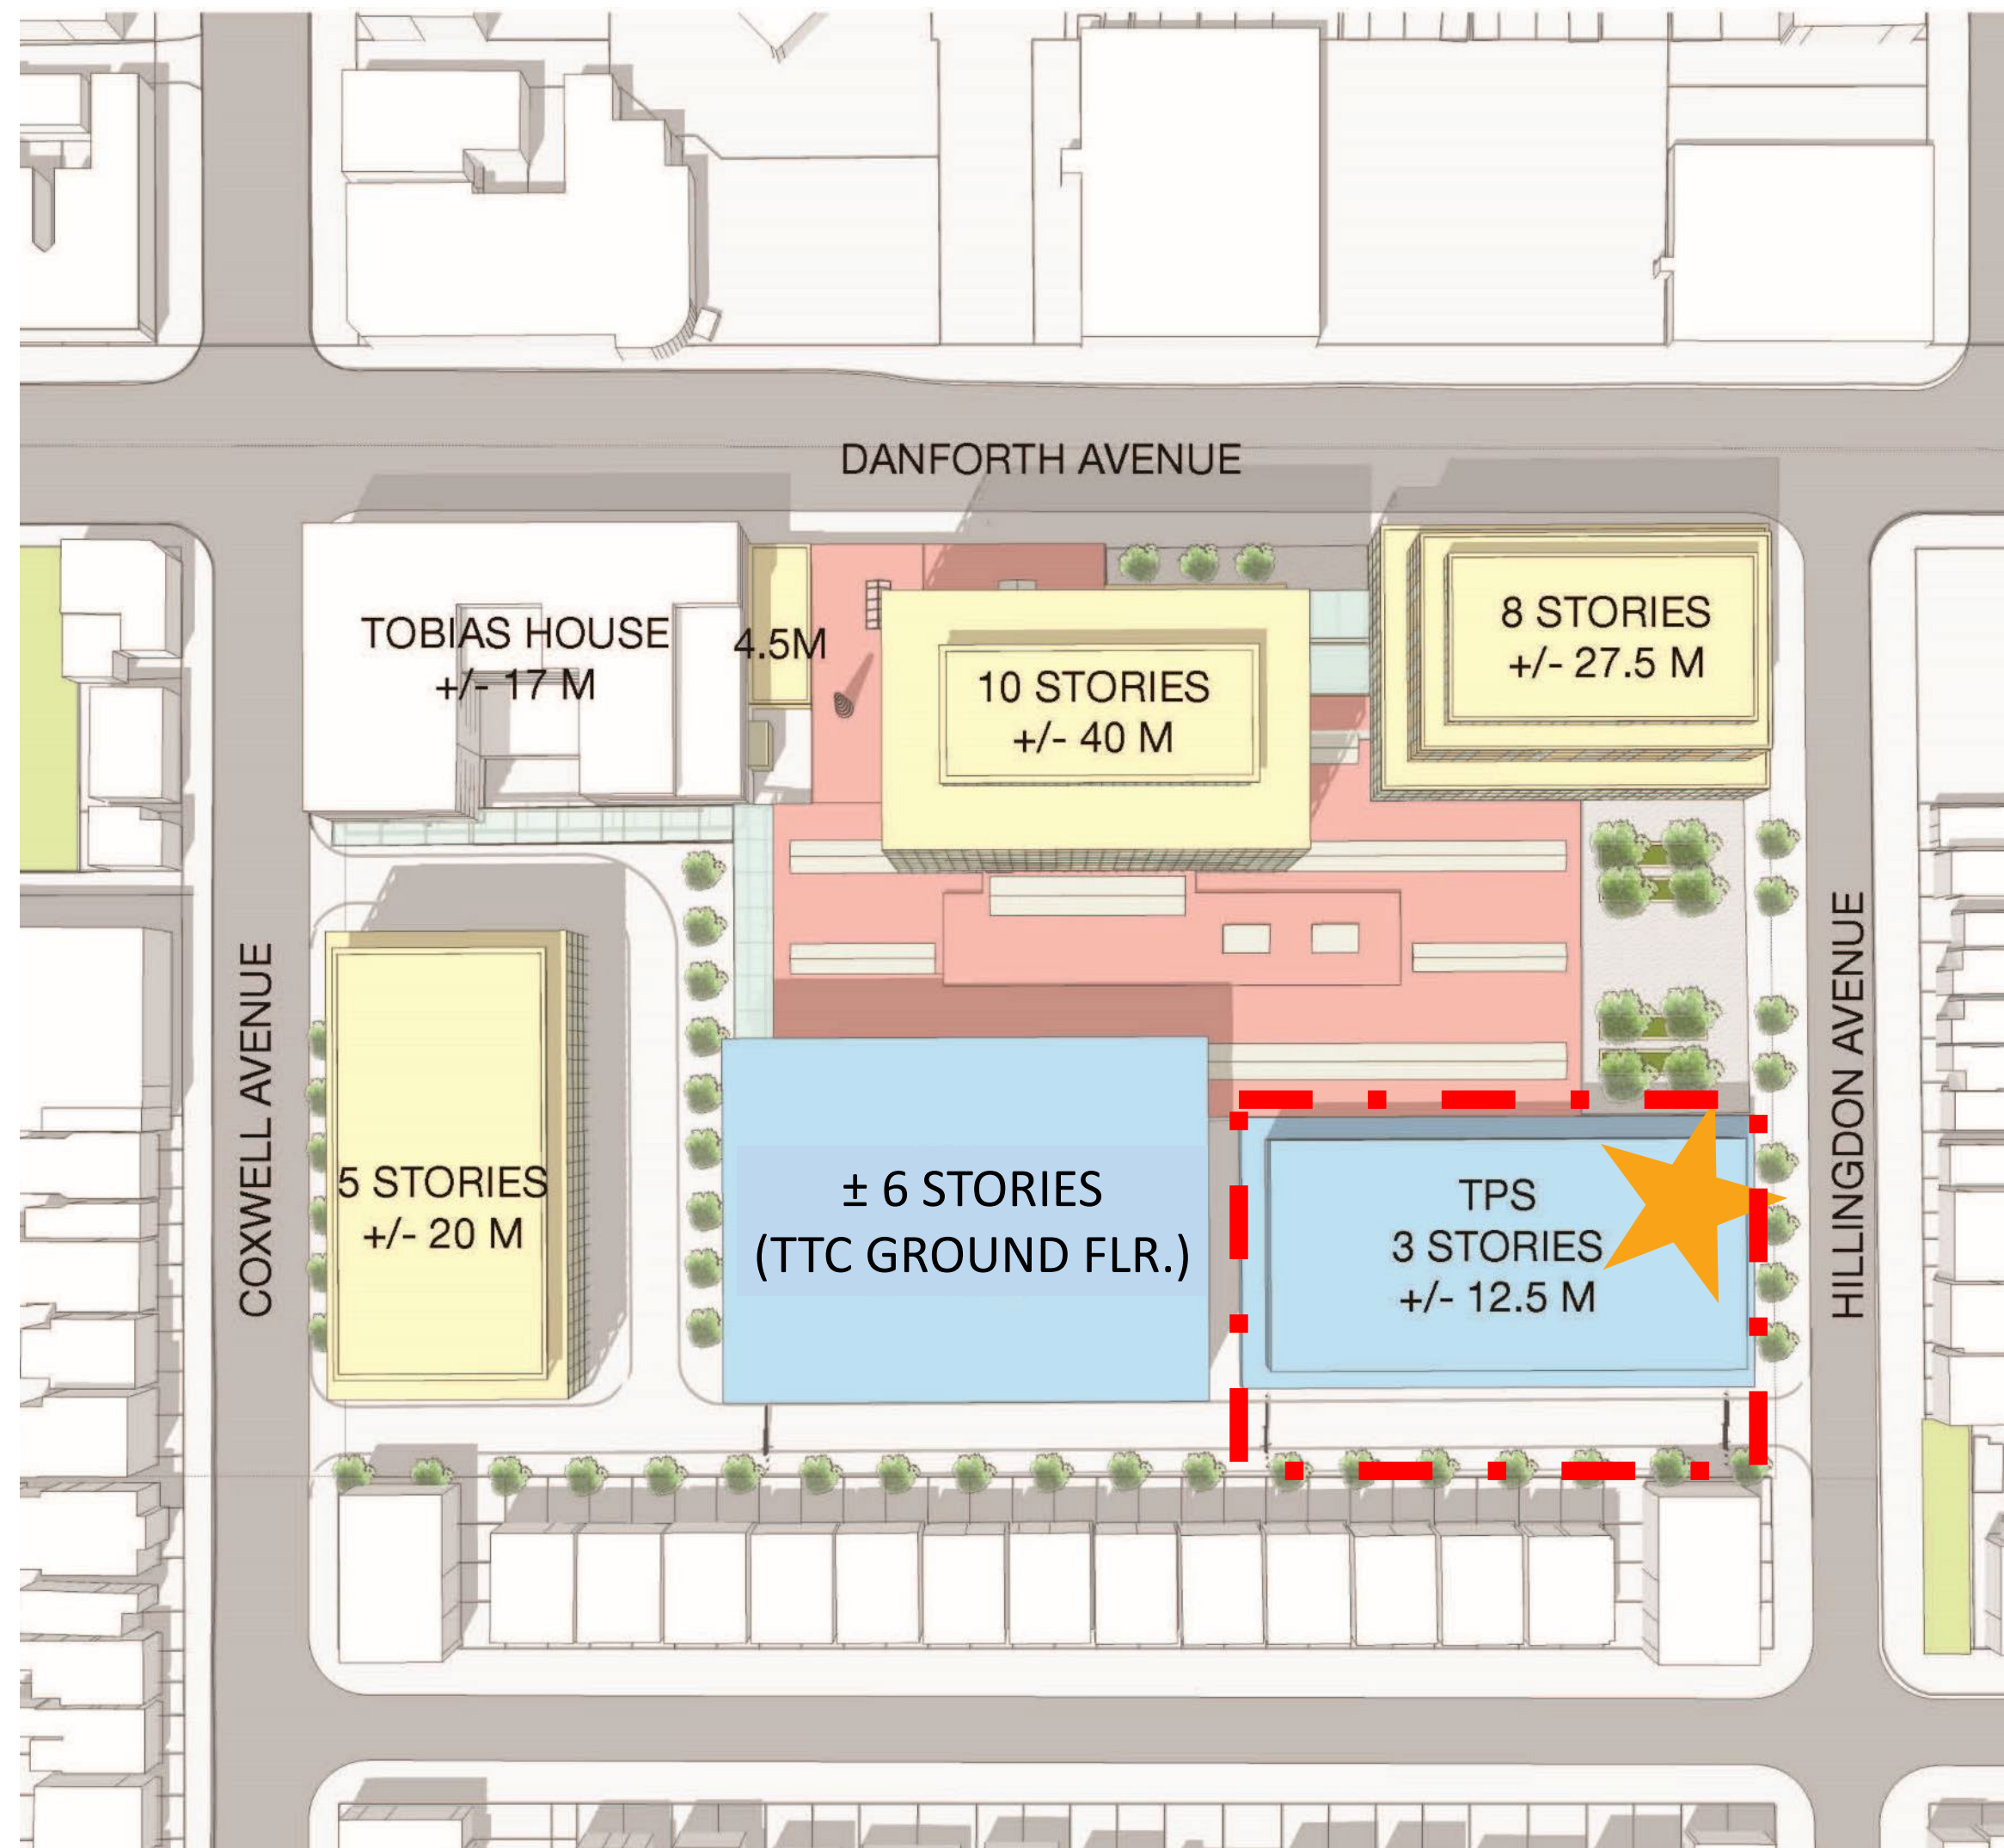 DANFORTH AVENUE
TOBIAS HOUSE
+/- 17 M
4.5M
10 STORIES
+/- 40 M
8 STORIES
+/- 27.5 M
COXWELL AVENUE
HILLINGDON AVENUE
5 STORIES
+/- 20 M
± 6 STORIES
(TTC GROUND FLR.)
TPS
3 STORIES
+/- 12.5 M